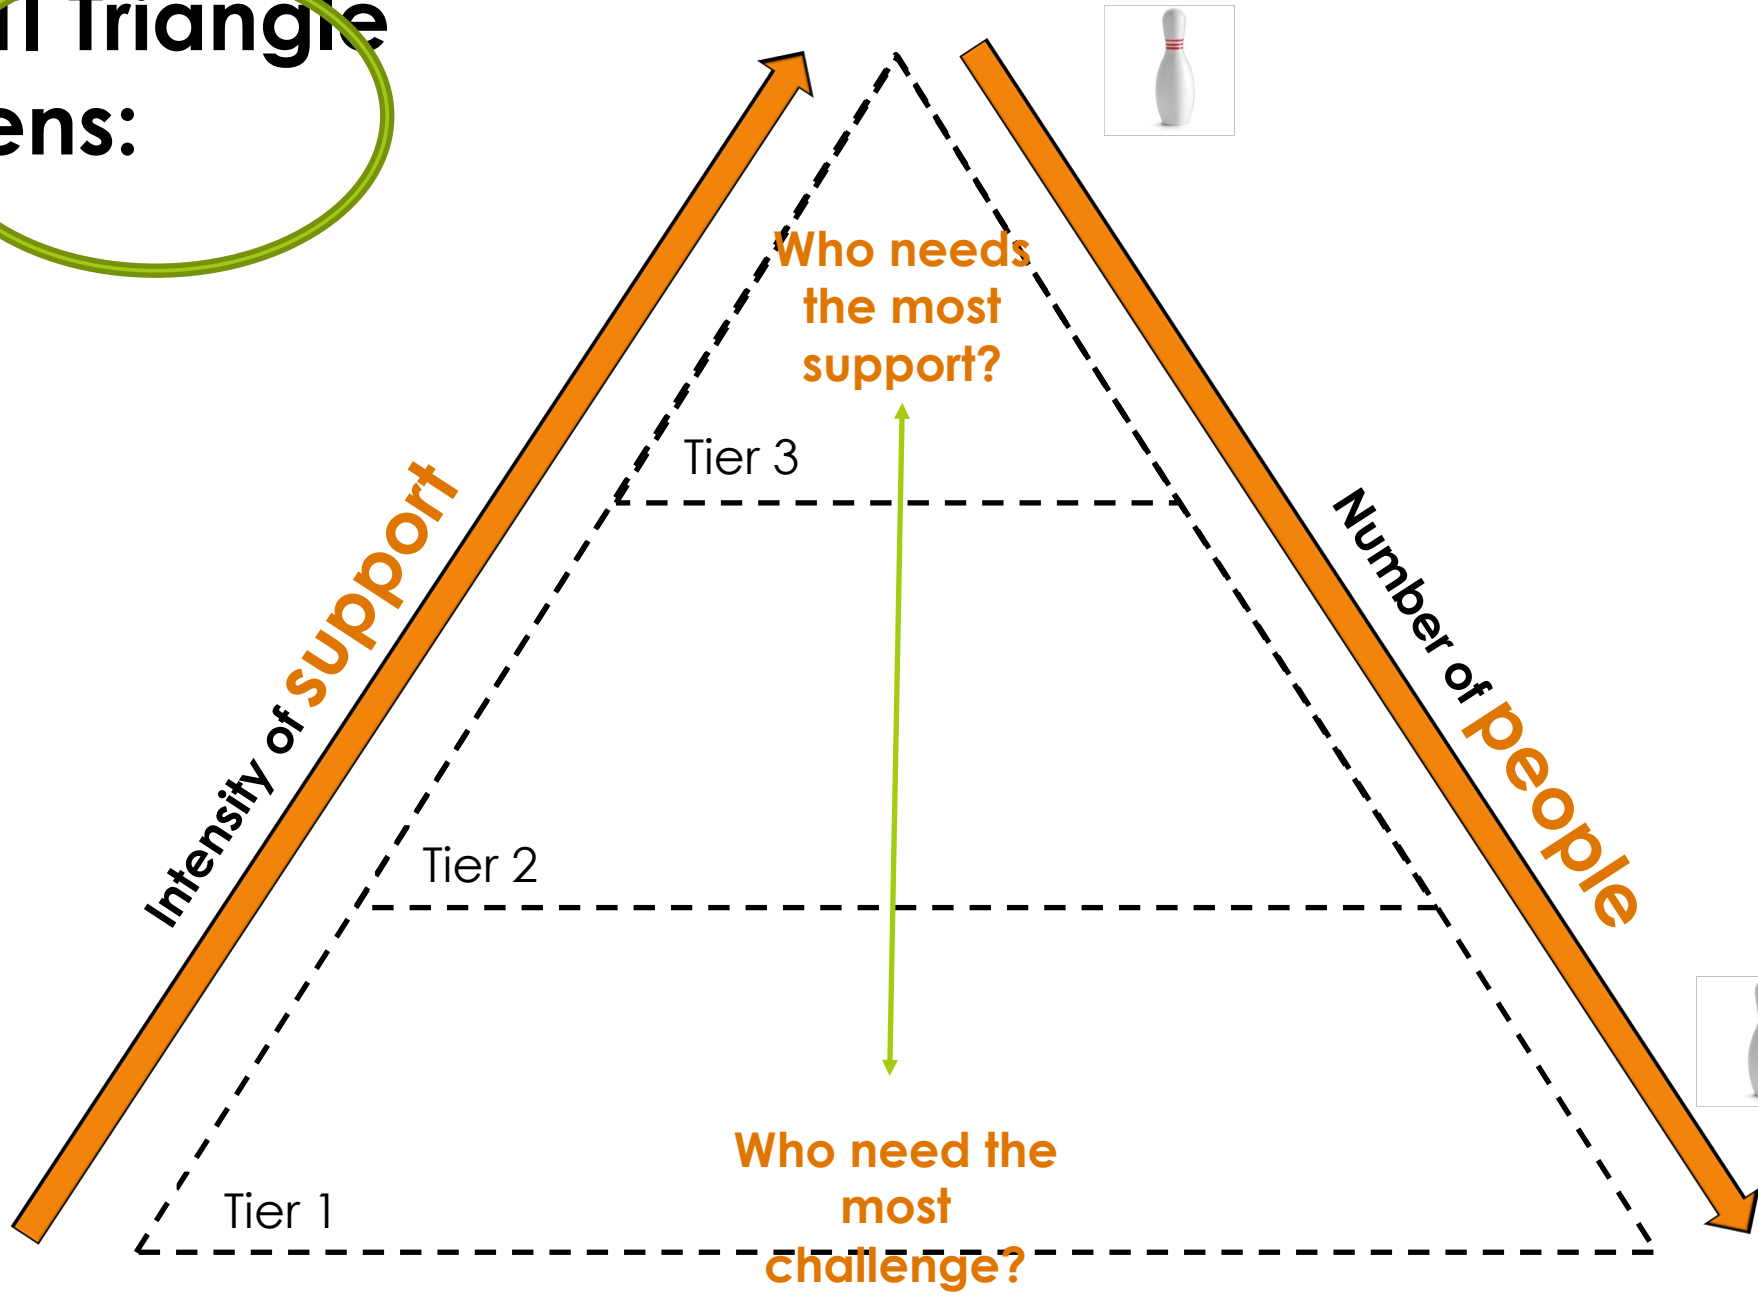 Triangle
ens:
Who needs
the most
support?
Tier 3
Intensity of support
Number of people
Tier 2
Who need the
most
challenge?
Tier 1